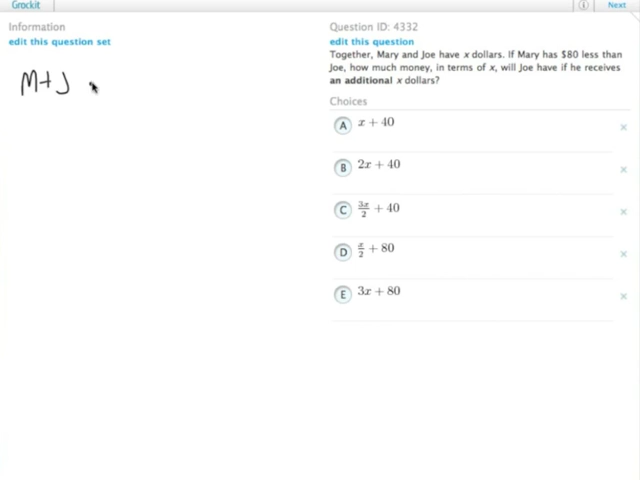 Grockit
Next
Information
edit this question set
M+J
Question ID: 4332
edit this question
Together, Mary and Joe have x dollars. If Mary has $80 less than
Joe, how much money, in terms of x, will Joe have if he receives
an additional x dollars?
Choices
A x + 40
B 2x + 40
C 3x/2 + 40
D x/2 + 80
E 3x + 80